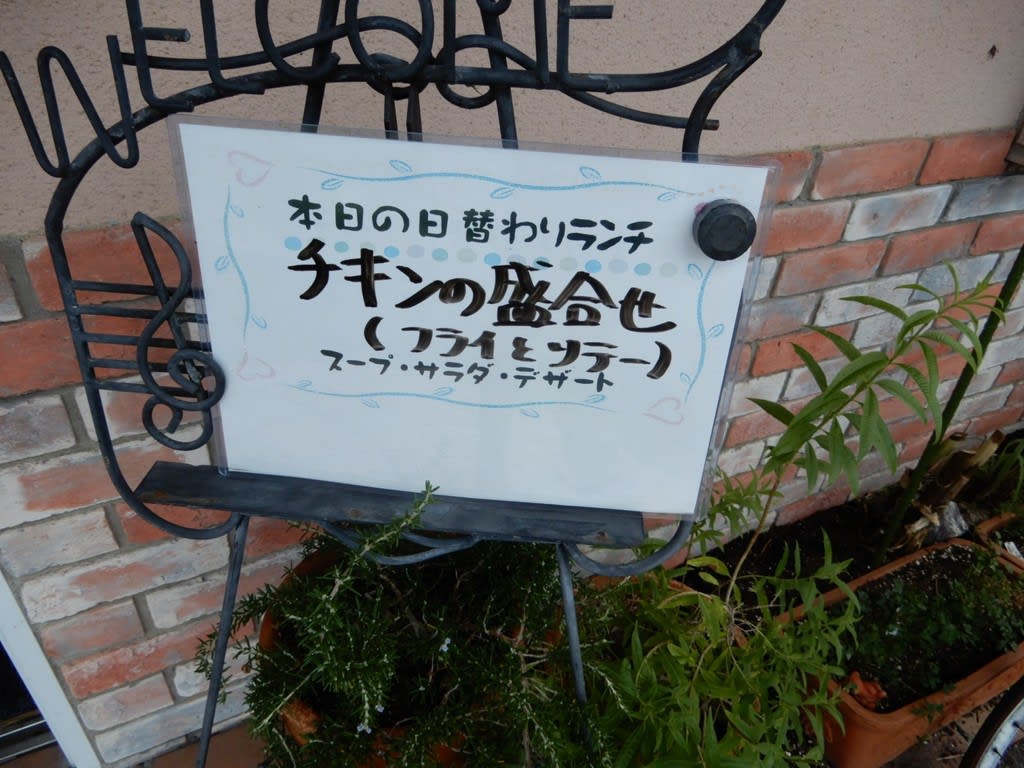 WELCOME
本日の日替わりランチ
チキンの盛合せ
(フライとソテー)
スープ・サラダ・デザート